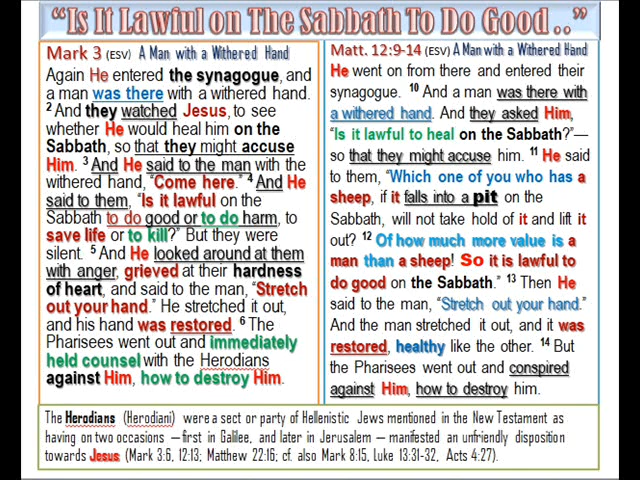 “Is It Lawful on The Sabbath To Do Good . .”
Mark 3 (ESV) A Man with a Withered Hand
Again He entered the synagogue, and
a man was there with a withered hand.
2 And they watched Jesus, to see
whether He would heal him on the
Sabbath, so that they might accuse
Him. 3 And He said to the man with the
withered hand, “Come here.” 4 And He
said to them, “Is it lawful on the
Sabbath to do good or to do harm, to
save life or to kill?” But they were
silent. 5 And He looked around at them
with anger, grieved at their hardness
of heart, and said to the man, “Stretch
out your hand.” He stretched it out,
and his hand was restored. 6 The
Pharisees went out and immediately
held counsel with the Herodians
against Him, how to destroy Him.
Matt. 12:9-14 (ESV) A Man with a Withered Hand
He went on from there and entered their
synagogue. 10 And a man was there with
a withered hand. And they asked Him,
“Is it lawful to heal on the Sabbath?”—
so that they might accuse him. 11 He said
to them, “Which one of you who has a
sheep, if it falls into a pit on the
Sabbath, will not take hold of it and lift it
out? 12 Of how much more value is a
man than a sheep! So it is lawful to
do good on the Sabbath.” 13 Then He
said to the man, “Stretch out your hand.”
And the man stretched it out, and it was
restored, healthy like the other. 14 But
the Pharisees went out and conspired
against Him, how to destroy him.
The Herodians (Herodiani) were a sect or party of Hellenistic Jews mentioned in the New Testament as
having on two occasions — first in Galilee, and later in Jerusalem — manifested an unfriendly disposition
towards Jesus (Mark 3:6, 12:13; Matthew 22:16; cf. also Mark 8:15, Luke 13:31-32, Acts 4:27).